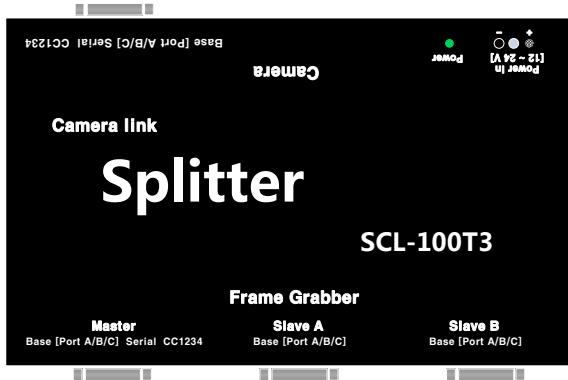 Base [Port A/B/C] Serial CC1234
Camera
Power
- +
[12 ~ 24 V]
Power In
Camera link
Splitter
SCL-100T3
Frame Grabber
Master
Base [Port A/B/C] Serial CC1234
Slave A
Base [Port A/B/C]
Slave B
Base [Port A/B/C]